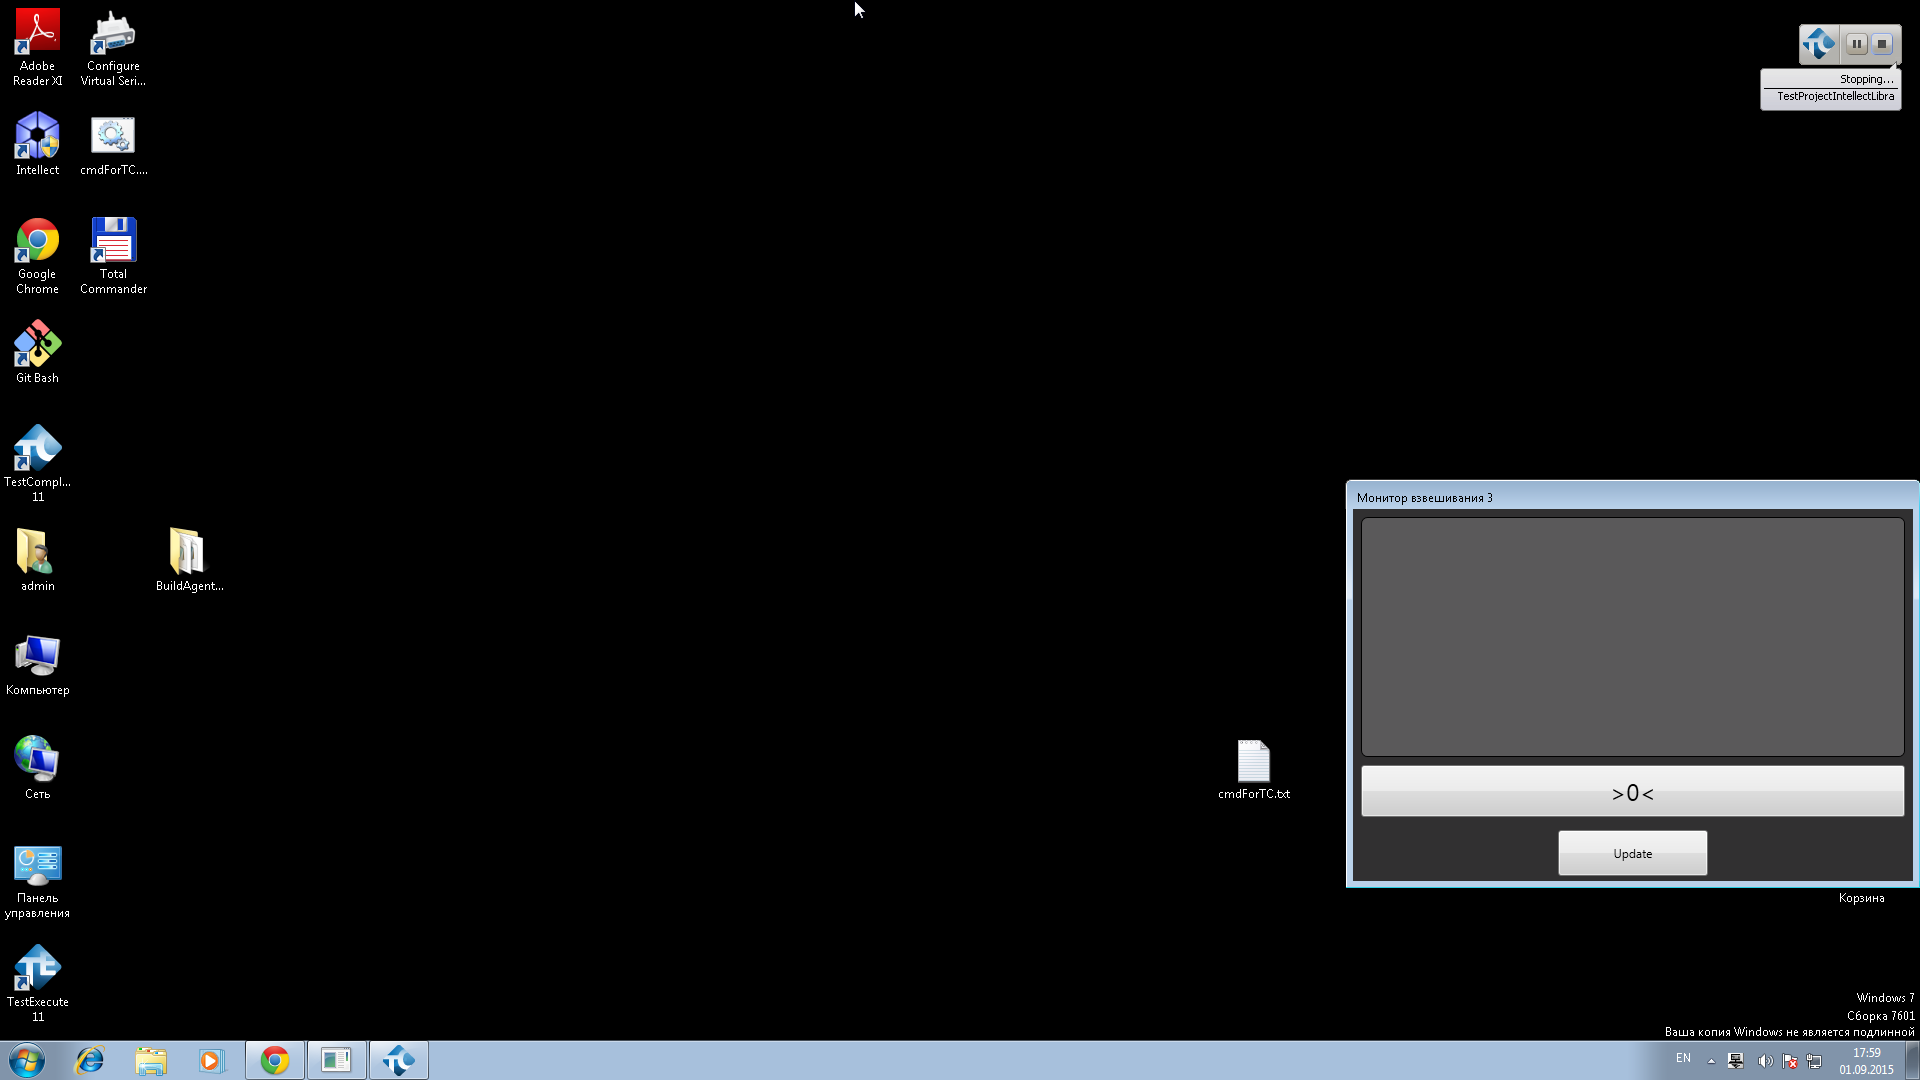 Adobe
Reader XI
Configure
Virtual Seri...
Intellect
cmdForTC....
Google
Chrome
Total
Commander
Git Bash
TestCompl...
11
admin
BuildAgent...
Компьютер
Сеть
Панель
управления
TestExecute
11
cmdForTC.txt
Stopping...
TestProjectIntellectLibra
Монитор взвешивания 3
>0<
Update
Корзина
Windows 7
Сборка 7601
Ваша копия Windows не является подлинной
EN
17:59
01.09.2015